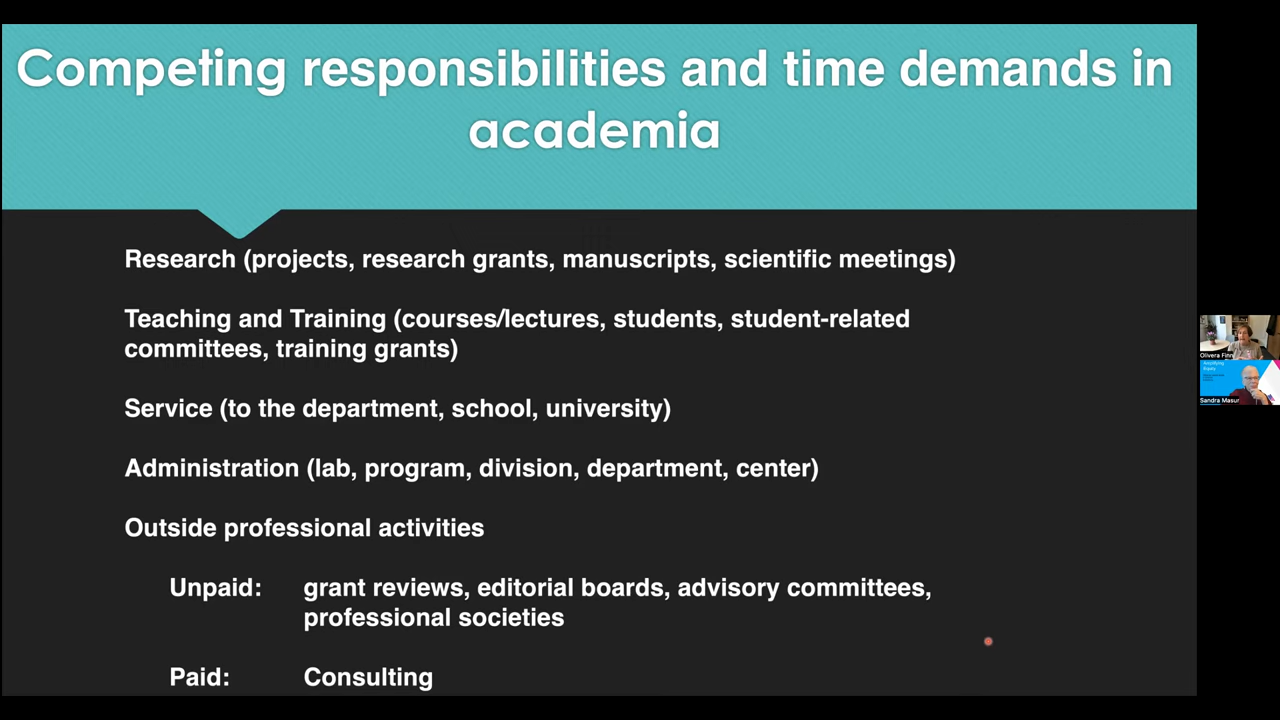 Competing responsibilities and time demands in
academia
Research (projects, research grants, manuscripts, scientific meetings)
Teaching and Training (courses/lectures, students, student-related
committees, training grants)
Service (to the department, school, university)
Administration (lab, program, division, department, center)
Outside professional activities
Unpaid: grant reviews, editorial boards, advisory committees,
professional societies
Paid: Consulting
Olivera Finn
Sandra Masur